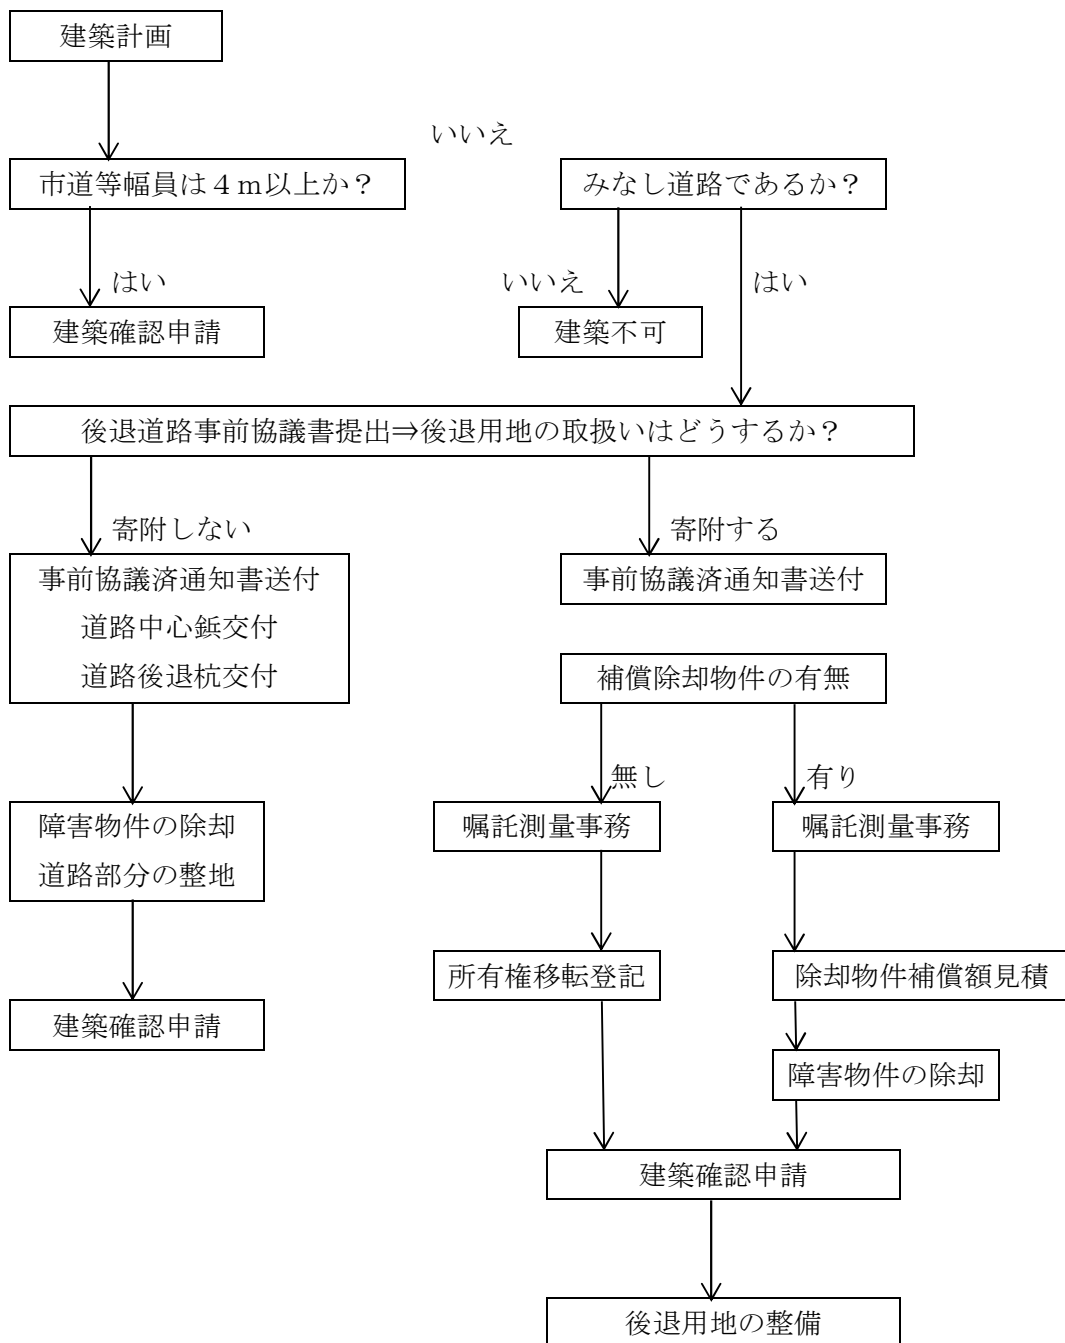 建築計画
いいえ
市道等幅員は４ｍ以上か？
みなし道路であるか？
はい
いいえ
はい
建築確認申請
建築不可
後退道路事前協議書提出⇒後退用地の取扱いはどうするか？
寄附しない
寄附する
事前協議済通知書送付
道路中心鋲交付
道路後退杭交付
事前協議済通知書送付
補償除却物件の有無
無し
有り
障害物件の除却
道路部分の整地
嘱託測量事務
嘱託測量事務
所有権移転登記
除却物件補償額見積
建築確認申請
障害物件の除却
建築確認申請
後退用地の整備